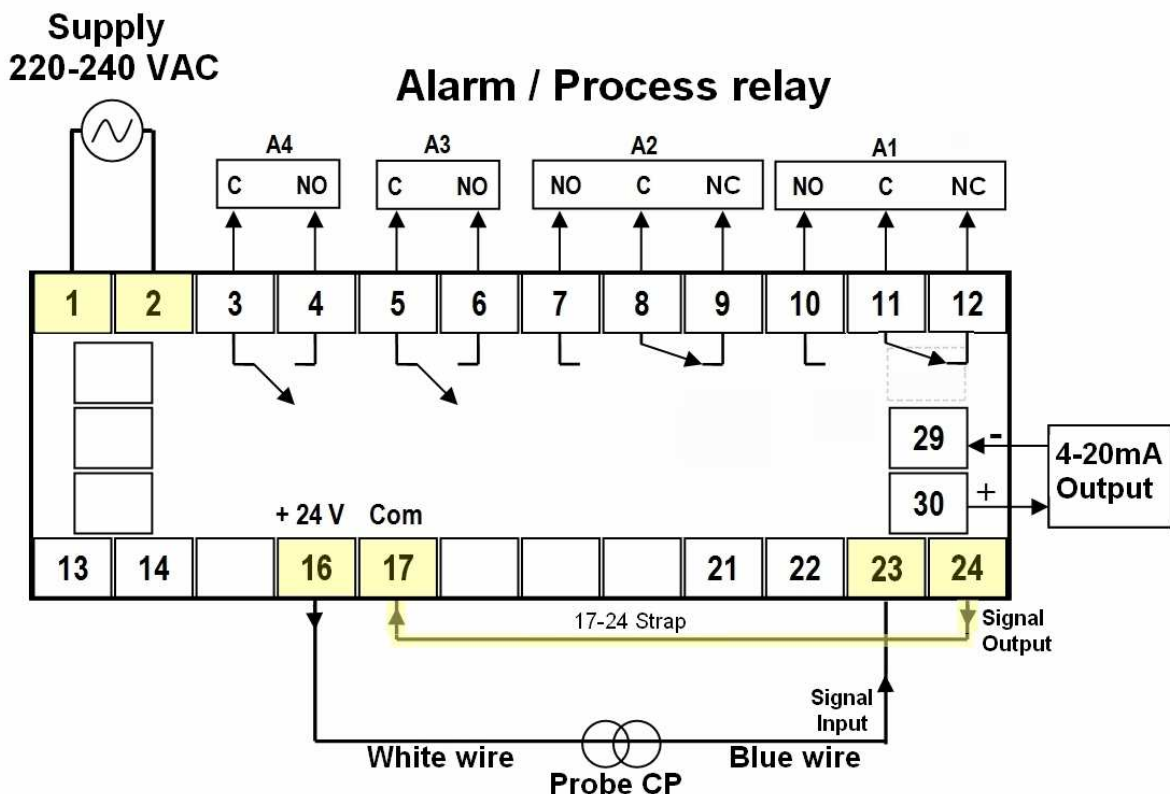 Supply
220-240 VAC
Alarm / Process relay
A4
A3
A2
A1
C NO
C NO
NO C NC
NO C NC
1 2 3 4 5 6 7 8 9 10 11 12
29 -
30 +
4-20mA
Output
+ 24 V Com
13 14 16 17 21 22 23 24
17-24 Strap
Signal
Output
Signal
Input
White wire
Blue wire
Probe CP